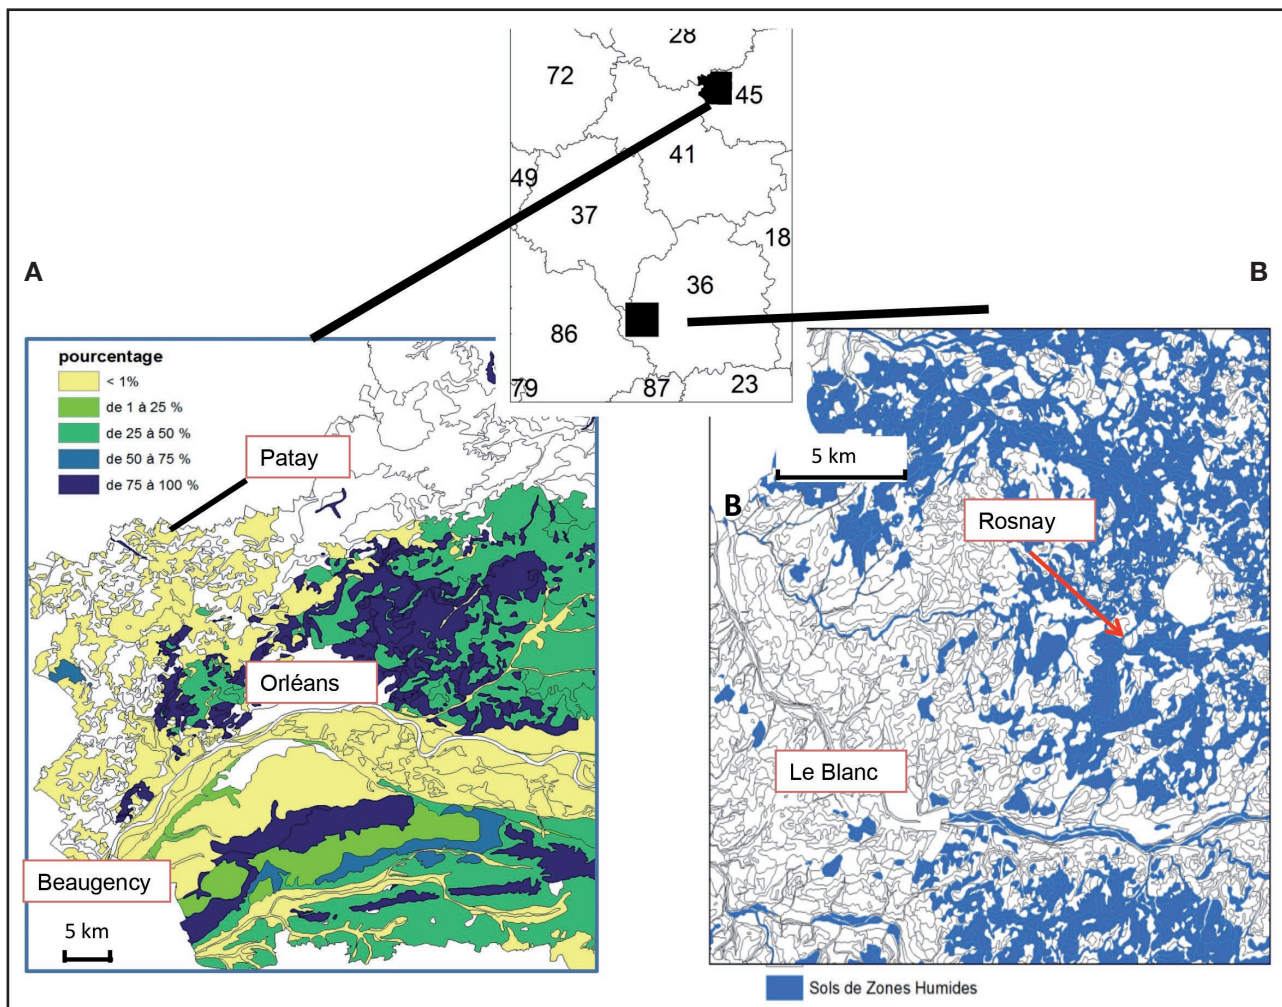 28
72
45
41
49
37
18
A
B
36
86
79
87
23
pourcentage
< 1%
de 1 à 25 %
de 25 à 50 %
de 50 à 75 %
de 75 à 100 %
Patay
Orléans
Beaugency
5 km
5 km
B
Rosnay
Le Blanc
Sols de Zones Humides